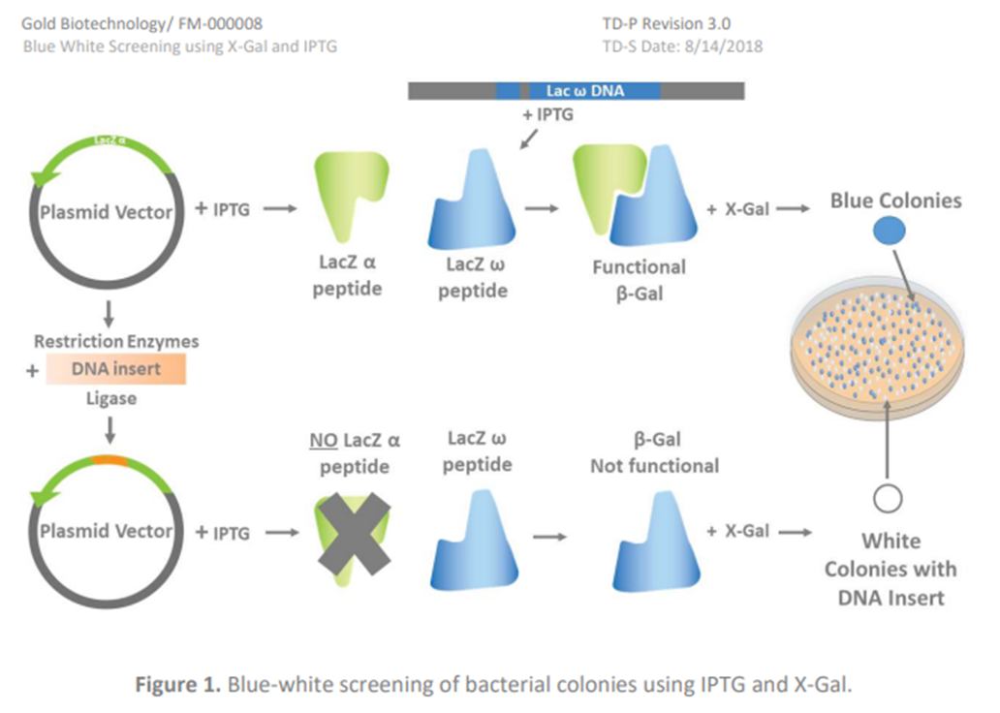 Gold Biotechnology/ FM-000008
TD-P Revision 3.0
Blue White Screening using X-Gal and IPTG
TD-S Date: 8/14/2018
Lac ω DNA
+ IPTG
LacZ α
Plasmid Vector
+ IPTG
LacZ α
peptide
LacZ ω
peptide
Functional
β-Gal
+ X-Gal
Blue Colonies
Restriction Enzymes
+ DNA insert
Ligase
Plasmid Vector
+ IPTG
NO LacZ α
peptide
LacZ ω
peptide
β-Gal
Not functional
+ X-Gal
White
Colonies with
DNA Insert
Figure 1. Blue-white screening of bacterial colonies using IPTG and X-Gal.